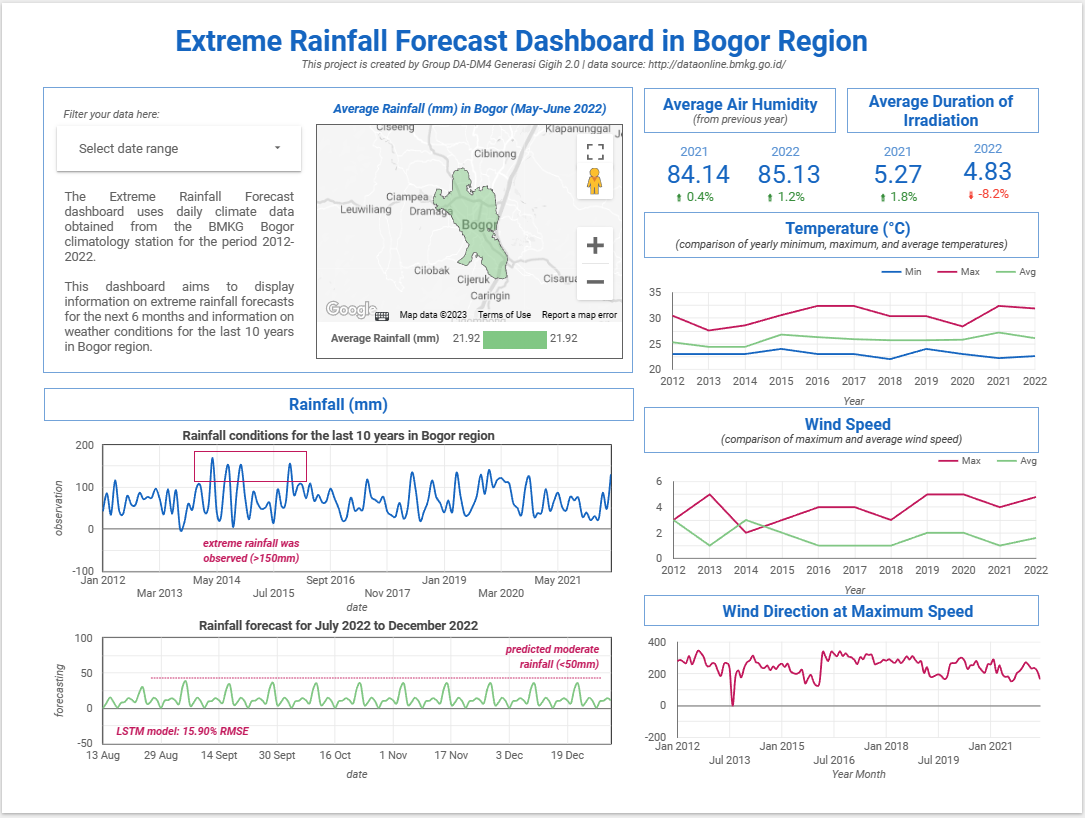 Extreme Rainfall Forecast Dashboard in Bogor Region
This project is created by Group DA-DM4 Generasi Gigih 2.0 | data source: http://dataonline.bmkg.go.id/
Filter your data here:
Select date range
The Extreme Rainfall Forecast
dashboard uses daily climate data
obtained from the BMKG Bogor
climatology station for the period 2012-
2022.
This dashboard aims to display
information on extreme rainfall forecasts
for the next 6 months and information on
weather conditions for the last 10 years
in Bogor region.
Average Rainfall (mm) in Bogor (May-June 2022)
Ciseeng
Klapanunggal
Cibinong
Ciampea
Leuwiliang
Dramaga
Bogor
Cilobak
Cijeruk
Caringin
Google
Map data ©2023 Terms of Use Report a map error
Average Rainfall (mm) 21.92 21.92
Average Air Humidity
(from previous year)
2021 2022
84.14 85.13
0.4% 1.2%
Average Duration of
Irradiation
2021 2022
5.27 4.83
1.8% -8.2%
Temperature (°C)
(comparison of yearly minimum, maximum, and average temperatures)
Min Max Avg
35
30
25
20
2012 2013 2014 2015 2016 2017 2018 2019 2020 2021 2022
Year
Wind Speed
(comparison of maximum and average wind speed)
Max Avg
6
4
2
0
2012 2013 2014 2015 2016 2017 2018 2019 2020 2021 2022
Year
Wind Direction at Maximum Speed
400
200
0
-200
Jan 2012 Jan 2015 Jan 2018 Jan 2021
Jul 2013 Jul 2016 Jul 2019
Year Month
Rainfall (mm)
Rainfall conditions for the last 10 years in Bogor region
observation
200
100
0
-100
extreme rainfall was
observed (>150mm)
Jan 2012 May 2014 Sept 2016 Jan 2019 May 2021
Mar 2013 Jul 2015 Nov 2017 Mar 2020
date
Rainfall forecast for July 2022 to December 2022
forecasting
100
50
0
-50
predicted moderate
rainfall (<50mm)
LSTM model: 15.90% RMSE
13 Aug 29 Aug 14 Sept 30 Sept 16 Oct 1 Nov 17 Nov 3 Dec 19 Dec
date